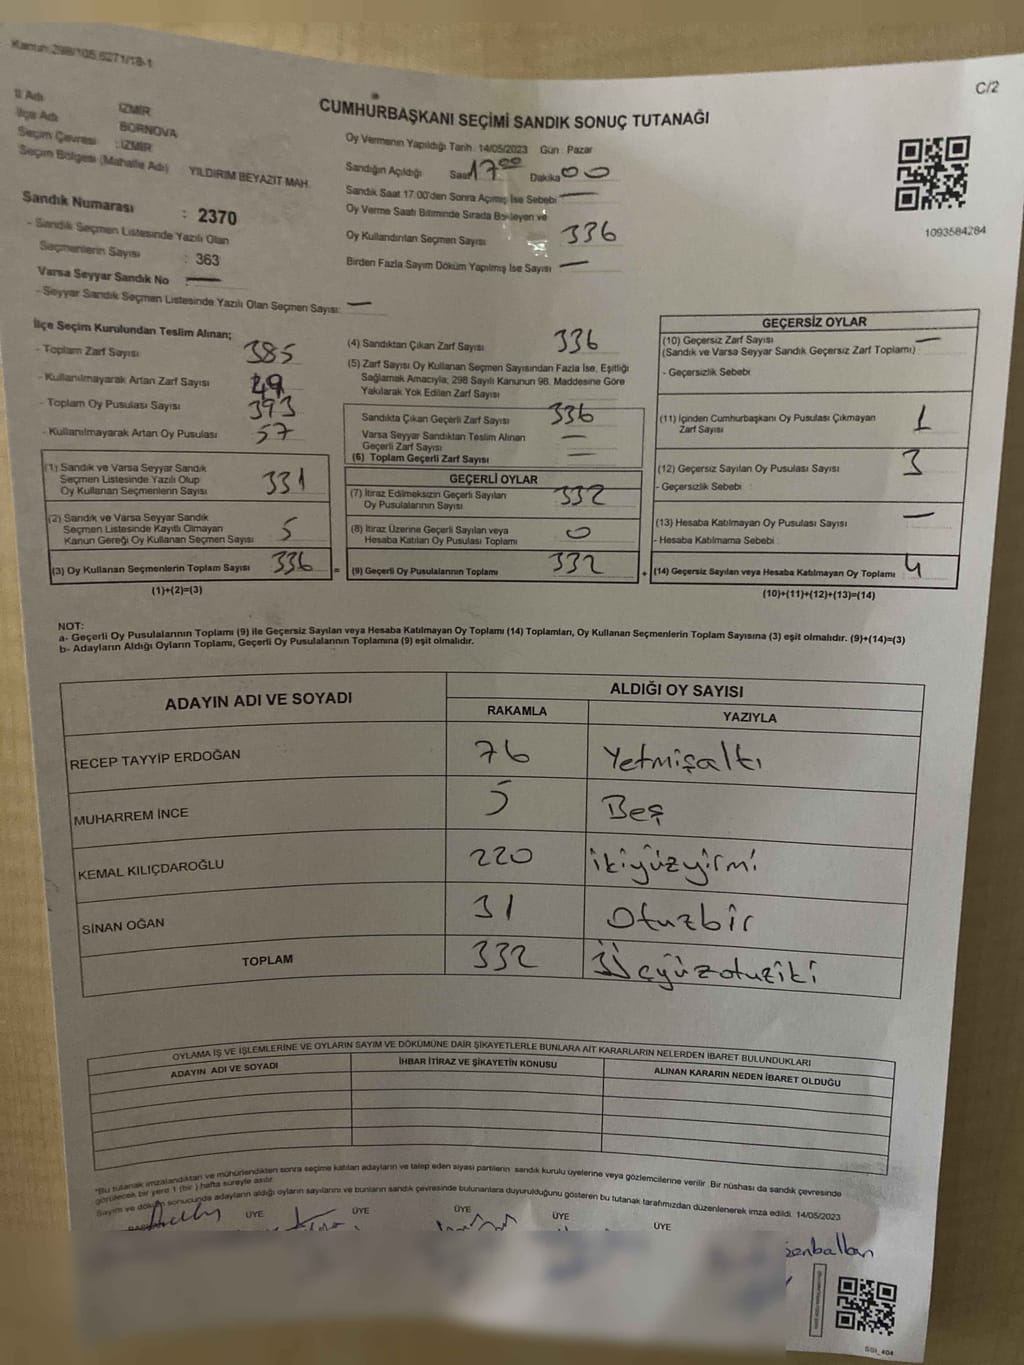 Kanun:298/105,6271/18-1
C/2
İl Adı İZMİR
İlçe Adı BORNOVA
Seçim Çevresi : İZMİR
Seçim Bölgesi (Mahalle Adı) YILDIRIM BEYAZIT MAH.
Sandık Numarası : 2370
- Sandık Seçmen Listesinde Yazılı Olan
Seçmenlerin Sayısı : 363
Varsa Seyyar Sandık No : —
- Seyyar Sandık Seçmen Listesinde Yazılı Olan Seçmen Sayısı: —
CUMHURBAŞKANI SEÇİMİ SANDIK SONUÇ TUTANAĞI
Oy Vermenin Yapıldığı Tarih: 14/05/2023 Gün : Pazar
Sandığın Açıldığı Saat 17 00 Dakika 00
Sandık Saat 17:00'den Sonra Açımış İse Sebebi —
Oy Verme Saati Bitiminde Sırada Bekleyen ve
Oy Kullandırılan Seçmen Sayısı 336
Birden Fazla Sayım Döküm Yapılmış İse Sayısı —
1093584284
İlçe Seçim Kurulundan Teslim Alınan;
- Toplam Zarf Sayısı 385
- Kullanılmayarak Artan Zarf Sayısı 49
- Toplam Oy Pusulası Sayısı 393
- Kullanılmayarak Artan Oy Pusulası 57
(1) Sandık ve Varsa Seyyar Sandık
Seçmen Listesinde Yazılı Olup
Oy Kullanan Seçmenlerin Sayısı 331
(2) Sandık ve Varsa Seyyar Sandık
Seçmen Listesinde Kayıtlı Olmayan
Kanun Gereği Oy Kullanan Seçmen Sayısı 5
(3) Oy Kullanan Seçmenlerin Toplam Sayısı 336 =
(1)+(2)=(3)
(4) Sandıktan Çıkan Zarf Sayısı 336
(5) Zarf Sayısı Oy Kullanan Seçmen Sayısından Fazla İse, Eşitliği
Sağlamak Amacıyla; 298 Sayılı Kanunun 98. Maddesine Göre
Yakılarak Yok Edilen Zarf Sayısı
Sandıkta Çıkan Geçerli Zarf Sayısı 336
Varsa Seyyar Sandıktan Teslim Alınan
Geçerli Zarf Sayısı —
(6) Toplam Geçerli Zarf Sayısı —
GEÇERLİ OYLAR
(7) İtiraz Edilmeksizin Geçerli Sayılan
Oy Pusulalarının Sayısı 332
(8) İtiraz Üzerine Geçerli Sayılan veya
Hesaba Katılan Oy Pusulası Toplamı 0
(9) Geçerli Oy Pusulalarının Toplamı 332 +
GEÇERSİZ OYLAR
(10) Geçersiz Zarf Sayısı —
(Sandık ve Varsa Seyyar Sandık Geçersiz Zarf Toplamı)
- Geçersizlik Sebebi
(11) İçinden Cumhurbaşkanı Oy Pusulası Çıkmayan
Zarf Sayısı 1
(12) Geçersiz Sayılan Oy Pusulası Sayısı 3
- Geçersizlik Sebebi
(13) Hesaba Katılmayan Oy Pusulası Sayısı —
- Hesaba Katılmama Sebebi
(14) Geçersiz Sayılan veya Hesaba Katılmayan Oy Toplamı 4
(10)+(11)+(12)+(13)=(14)
NOT:
a- Geçerli Oy Pusulalarının Toplamı (9) ile Geçersiz Sayılan veya Hesaba Katılmayan Oy Toplamı (14) Toplamları, Oy Kullanan Seçmenlerin Toplam Sayısına (3) eşit olmalıdır. (9)+(14)=(3)
b- Adayların Aldığı Oyların Toplamı, Geçerli Oy Pusulalarının Toplamına (9) eşit olmalıdır.
ADAYIN ADI VE SOYADI ALDIĞI OY SAYISI
RAKAMLA YAZIYLA
RECEP TAYYİP ERDOĞAN 76 Yetmişaltı
MUHARREM İNCE 5 Beş
KEMAL KILIÇDAROĞLU 220 ikiyüzyirmi
SİNAN OĞAN 31 Otuzbir
TOPLAM 332 Üçyüzotuziki
OYLAMA İŞ VE İŞLEMLERİNE VE OYLARIN SAYIM VE DÖKÜMÜNE DAİR ŞİKAYETLERLE BUNLARA AİT KARARLARIN NELERDEN İBARET BULUNDUKLARI
ADAYIN ADI VE SOYADI İHBAR İTİRAZ VE ŞİKAYETİN KONUSU ALINAN KARARIN NEDEN İBARET OLDUĞU
*Bu tutanak imzalandıktan ve mühürlendikten sonra seçime katılan adayların ve talep eden siyasi partilerin sandık kurulu üyelerine veya gözlemcilerine verilir. Bir nüshası da sandık çevresinde
görülecek bir yere 1 (bir ) hafta süreyle asılır.
Sayım ve döküm sonucunda adayların aldığı oyların sayılarını ve bunların sandık çevresinde bulunanlara duyurulduğunu gösteren bu tutanak tarafımızdan düzenlenerek imza edildi. 14/05/2023
ÜYE ÜYE ÜYE ÜYE ÜYE